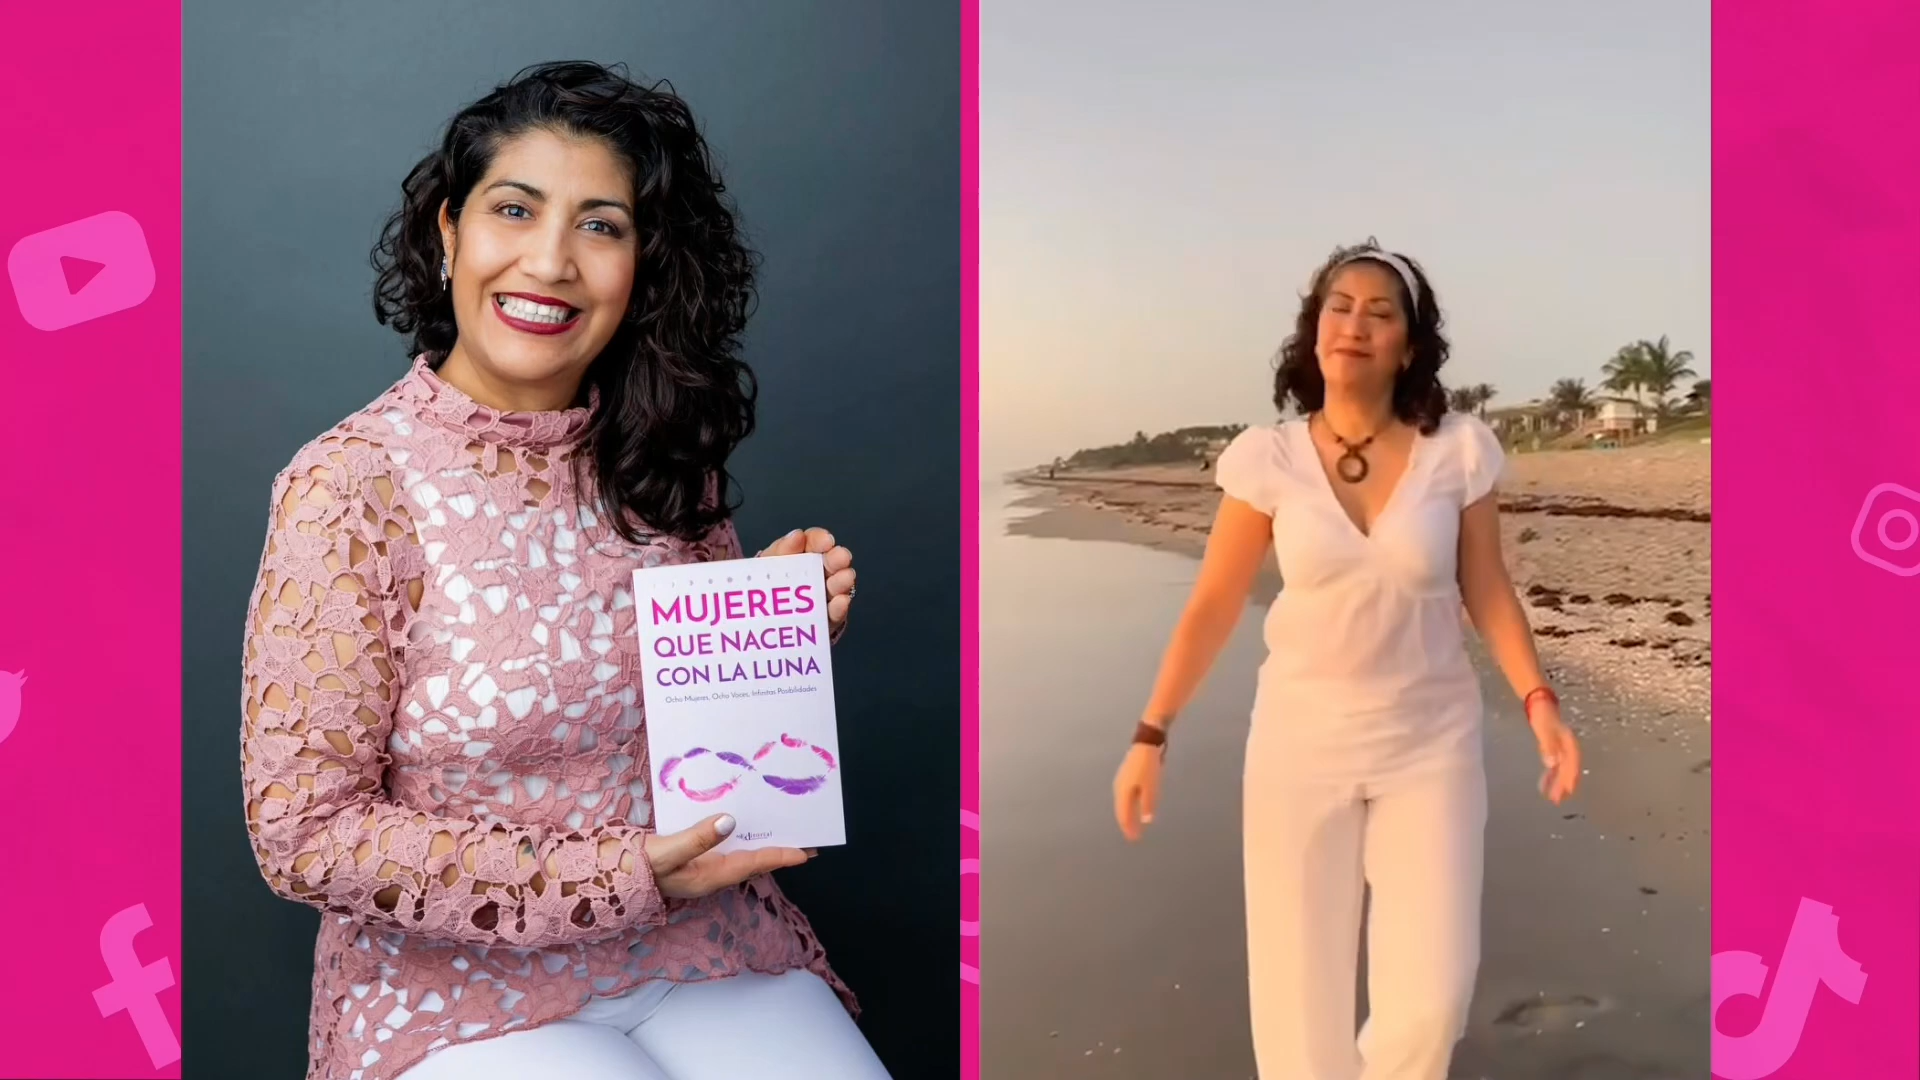 MUJERES
QUE NACEN
CON LA LUNA
Ocho Mujeres, Ocho Voces, Infinitas Posibilidades